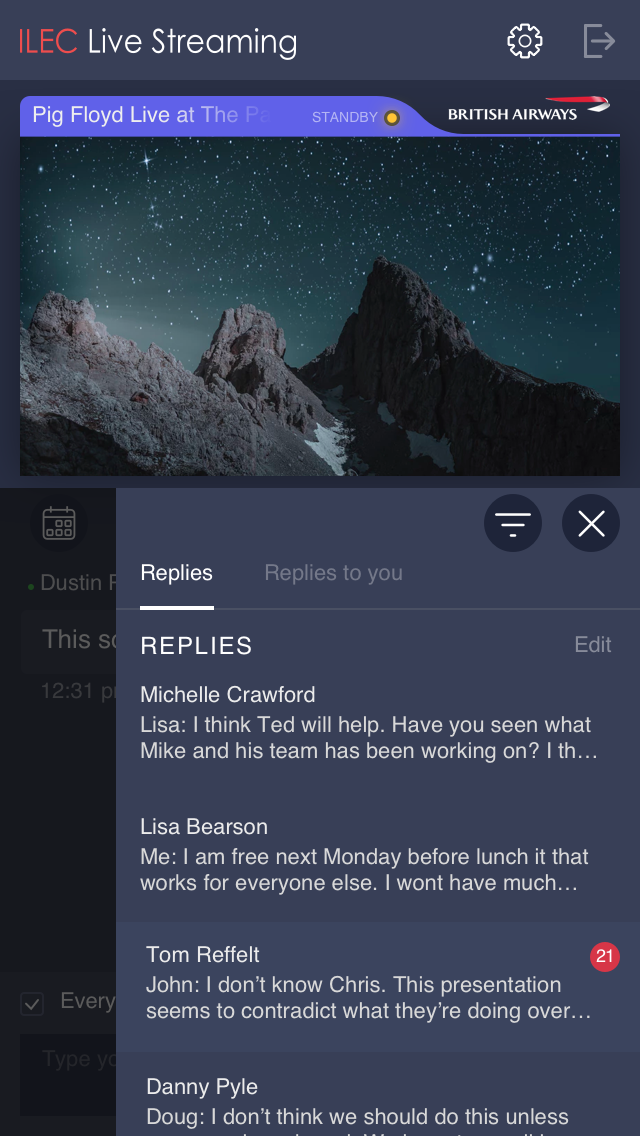 ILEC Live Streaming
Pig Floyd Live at The Pa
STANDBY
BRITISH AIRWAYS
Replies
Replies to you
Dustin
This
12:31
REPLIES
Edit
Michelle Crawford
Lisa: I think Ted will help. Have you seen what
Mike and his team has been working on? I th…
Lisa Bearson
Me: I am free next Monday before lunch it that
works for everyone else. I wont have much…
Tom Reffelt
21
John: I don’t know Chris. This presentation
seems to contradict what they’re doing over…
Every
Type
Danny Pyle
Doug: I don’t think we should do this unless